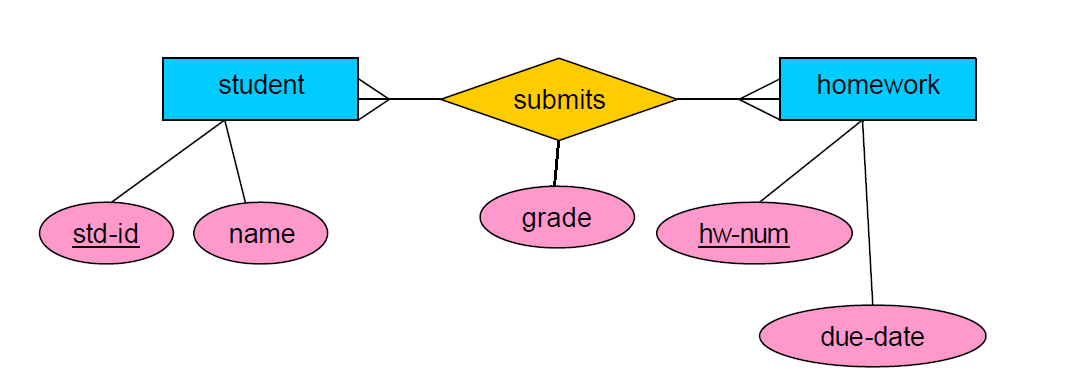 student
submits
homework
std-id
name
grade
hw-num
due-date